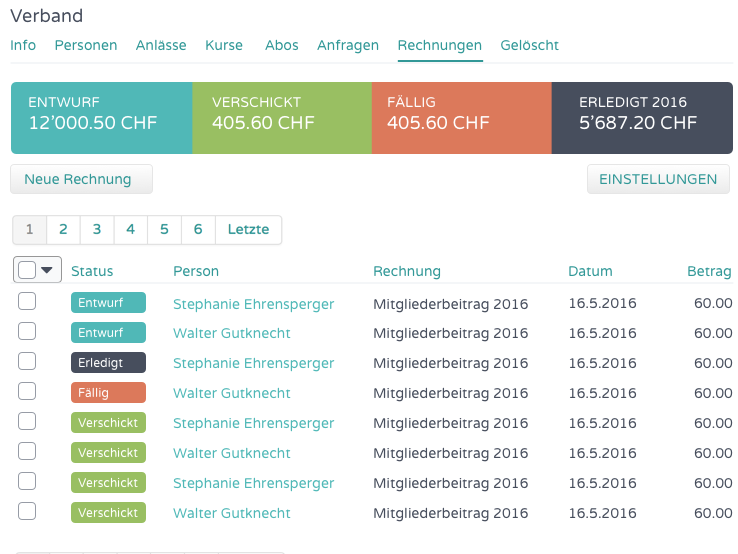 Verband
Info Personen Anlässe Kurse Abos Anfragen Rechnungen Gelöscht
ENTWURF VERSCHICKT FÄLLIG ERLEDIGT 2016
12’000.50 CHF 405.60 CHF 405.60 CHF 5’687.20 CHF
Neue Rechnung EINSTELLUNGEN
1 2 3 4 5 6 Letzte
Status Person Rechnung Datum Betrag
Entwurf Stephanie Ehrensperger Mitgliederbeitrag 2016 16.5.2016 60.00
Entwurf Walter Gutknecht Mitgliederbeitrag 2016 16.5.2016 60.00
Erledigt Stephanie Ehrensperger Mitgliederbeitrag 2016 16.5.2016 60.00
Fällig Walter Gutknecht Mitgliederbeitrag 2016 16.5.2016 60.00
Verschickt Stephanie Ehrensperger Mitgliederbeitrag 2016 16.5.2016 60.00
Verschickt Walter Gutknecht Mitgliederbeitrag 2016 16.5.2016 60.00
Verschickt Stephanie Ehrensperger Mitgliederbeitrag 2016 16.5.2016 60.00
Verschickt Walter Gutknecht Mitgliederbeitrag 2016 16.5.2016 60.00